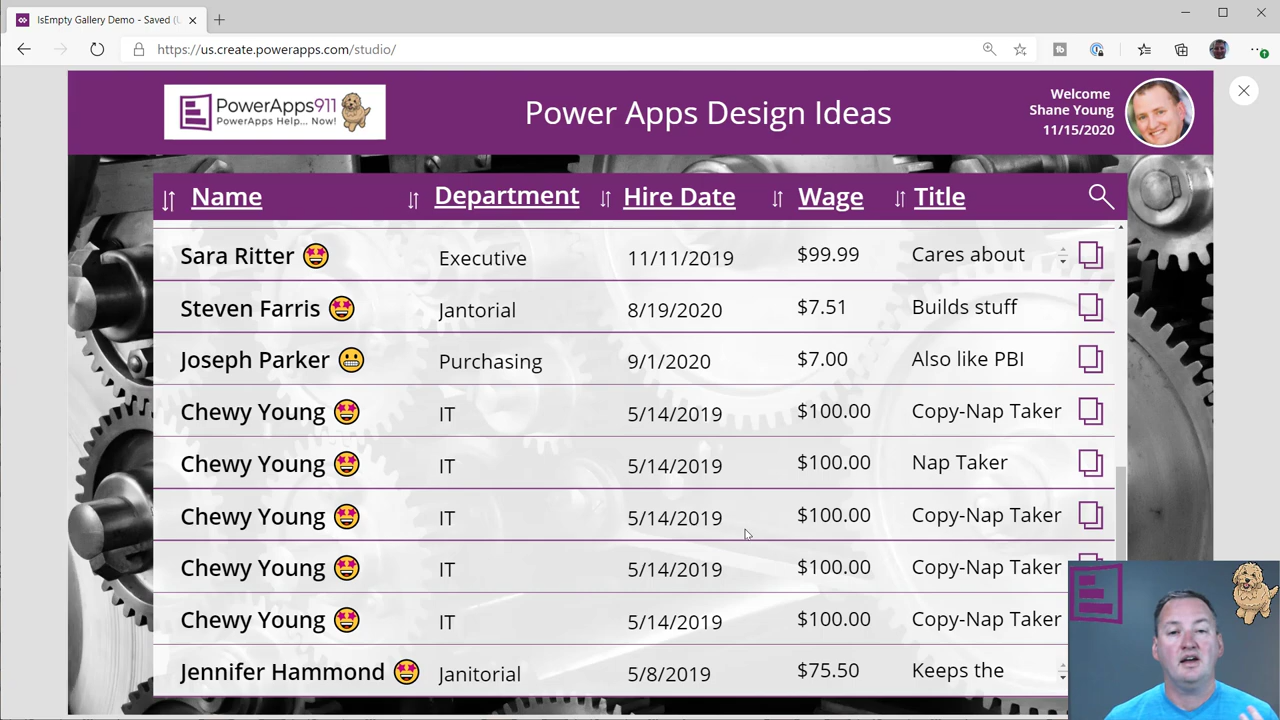 IsEmpty Gallery Demo - Saved (
https://us.create.powerapps.com/studio/
PowerApps911
PowerApps Help... Now!
Power Apps Design Ideas
Welcome
Shane Young
11/15/2020
Name Department Hire Date Wage Title
Sara Ritter 🤩 Executive 11/11/2019 $99.99 Cares about
Steven Farris 🤩 Jantorial 8/19/2020 $7.51 Builds stuff
Joseph Parker 😬 Purchasing 9/1/2020 $7.00 Also like PBI
Chewy Young 🤩 IT 5/14/2019 $100.00 Copy-Nap Taker
Chewy Young 🤩 IT 5/14/2019 $100.00 Nap Taker
Chewy Young 🤩 IT 5/14/2019 $100.00 Copy-Nap Taker
Chewy Young 🤩 IT 5/14/2019 $100.00 Copy-Nap Taker
Chewy Young 🤩 IT 5/14/2019 $100.00 Copy-Nap Taker
Jennifer Hammond 🤩 Janitorial 5/8/2019 $75.50 Keeps the